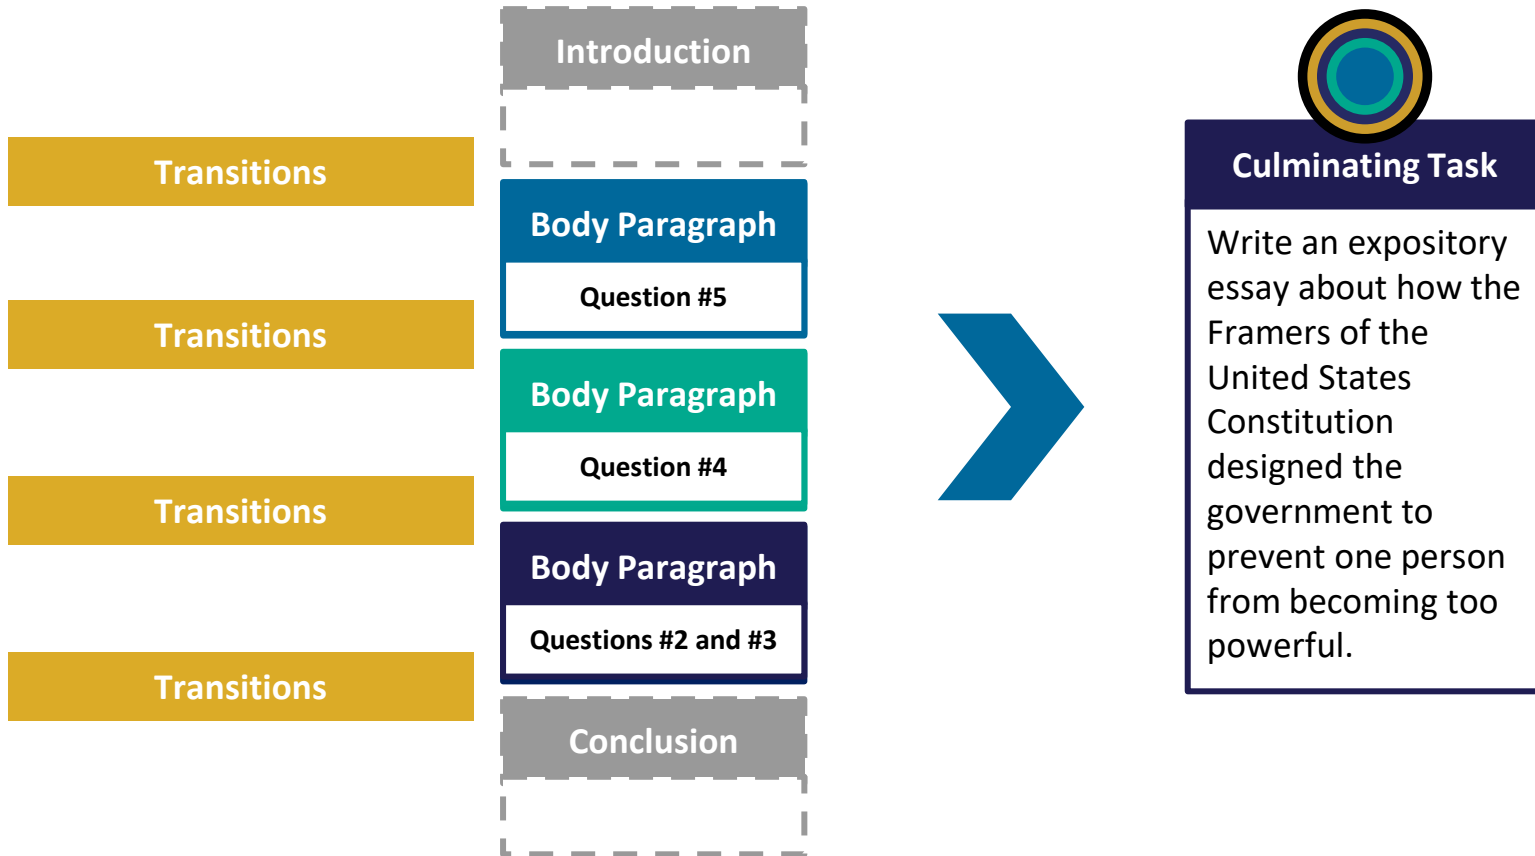 Introduction
Transitions
Body Paragraph
Question #5
Transitions
Body Paragraph
Question #4
Transitions
Body Paragraph
Questions #2 and #3
Transitions
Conclusion
Culminating Task
Write an expository
essay about how the
Framers of the
United States
Constitution
designed the
government to
prevent one person
from becoming too
powerful.